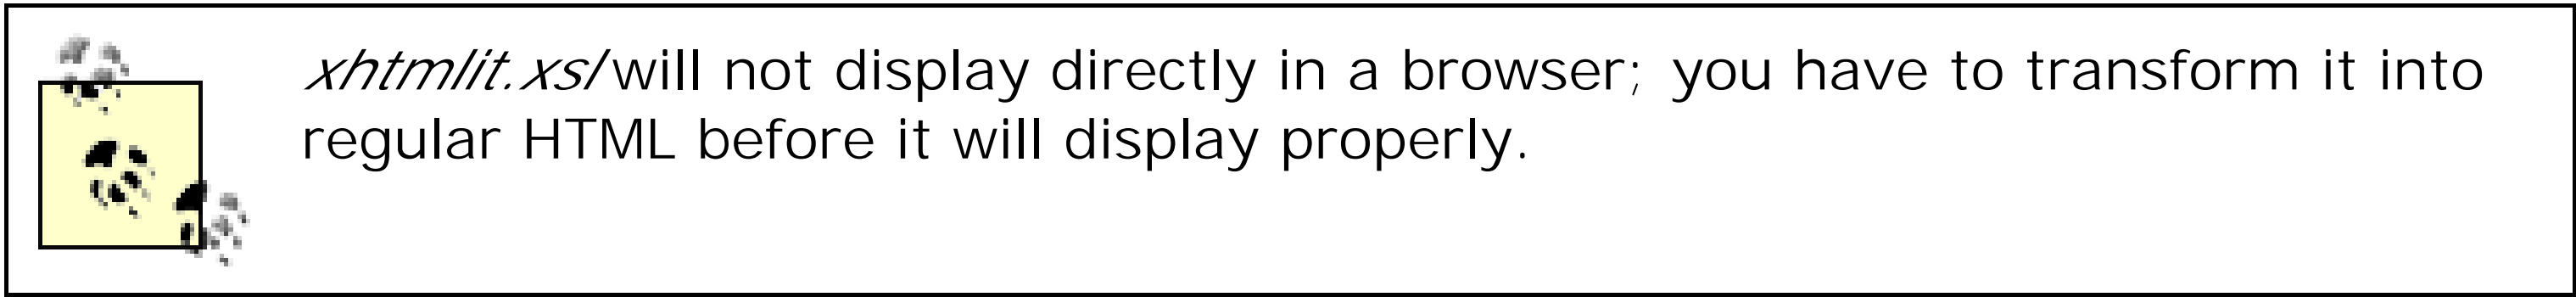 xhtmlit.xsl will not display directly in a browser; you have to transform it into
regular HTML before it will display properly.